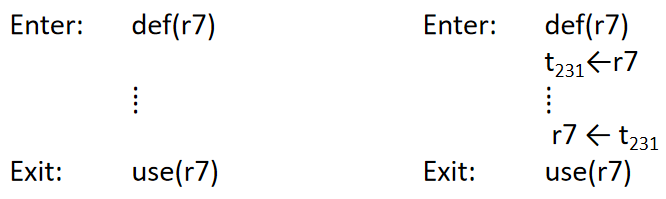 Enter: def(r7) Enter: def(r7)
t231←r7
⋮ ⋮
r7 ← t231
Exit: use(r7) Exit: use(r7)